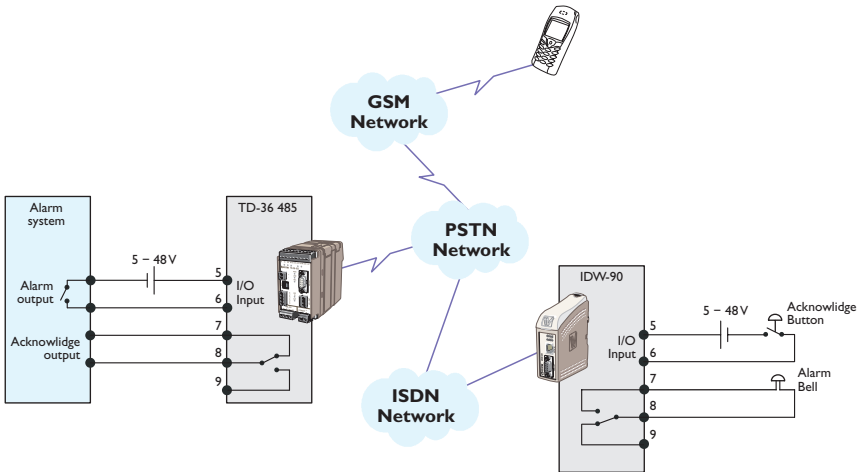 GSM
Network
PSTN
Network
ISDN
Network
Alarm
system
Alarm
output
Acknowlidge
output
5 – 48 V
TD-36 485
5
I/O
Input
6
7
8
9
IDW-90
I/O
Input
5
6
7
8
9
5 – 48 V
Acknowlidge
Button
Alarm
Bell